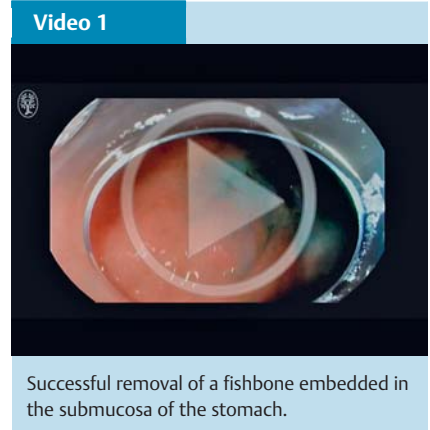 Video 1
Successful removal of a fishbone embedded in
the submucosa of the stomach.